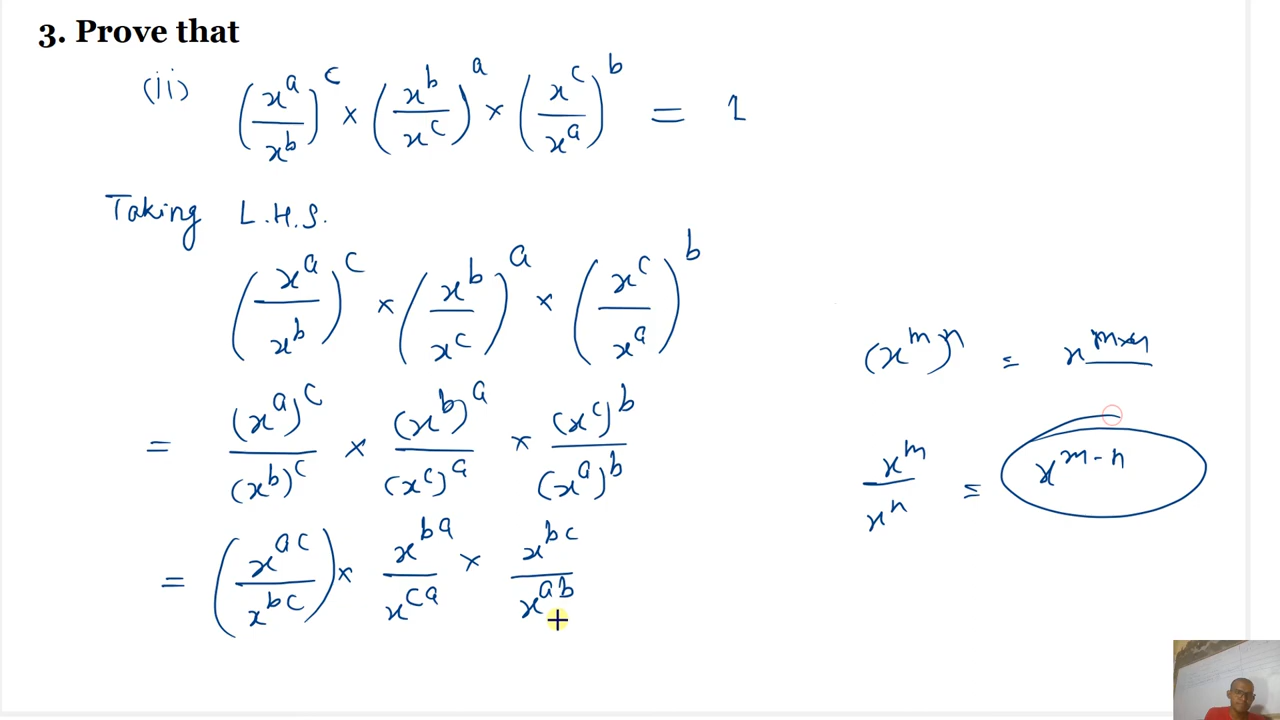 3. Prove that
(ii) (x^a/x^b)^c × (x^b/x^c)^a × (x^c/x^a)^b = 1
Taking L.H.S.
(x^a/x^b)^c × (x^b/x^c)^a × (x^c/x^a)^b
= (x^a)^c/(x^b)^c × (x^b)^a/(x^c)^a × (x^c)^b/(x^a)^b
= (x^ac/x^bc) × x^ba/x^ca × x^bc/x^ab
(x^m)^n = x^m×n
x^m/x^n = x^m-n